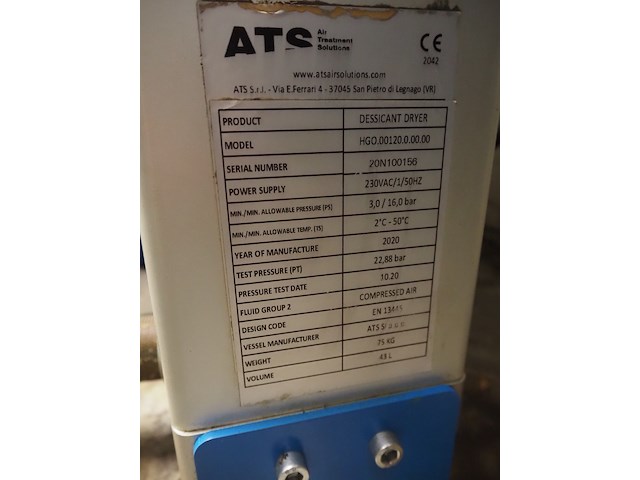 ATS Air Treatment Solutions
CE
2042
www.atsairsolutions.com
ATS S.r.l. - Via E.Ferrari 4 - 37045 San Pietro di Legnago (VR)
PRODUCT DESSICANT DRYER
MODEL HGO.00120.0.00.00
SERIAL NUMBER 20N100156
POWER SUPPLY 230VAC/1/50HZ
MIN./MIN. ALLOWABLE PRESSURE (PS) 3,0 / 16,0 bar
MIN./MIN. ALLOWABLE TEMP. (TS) 2°C - 50°C
YEAR OF MANUFACTURE 2020
TEST PRESSURE (PT) 22,88 bar
PRESSURE TEST DATE 10.20
FLUID GROUP 2 COMPRESSED AIR
DESIGN CODE EN
VESSEL MANUFACTURER ATS
WEIGHT 75 KG
VOLUME 43 L